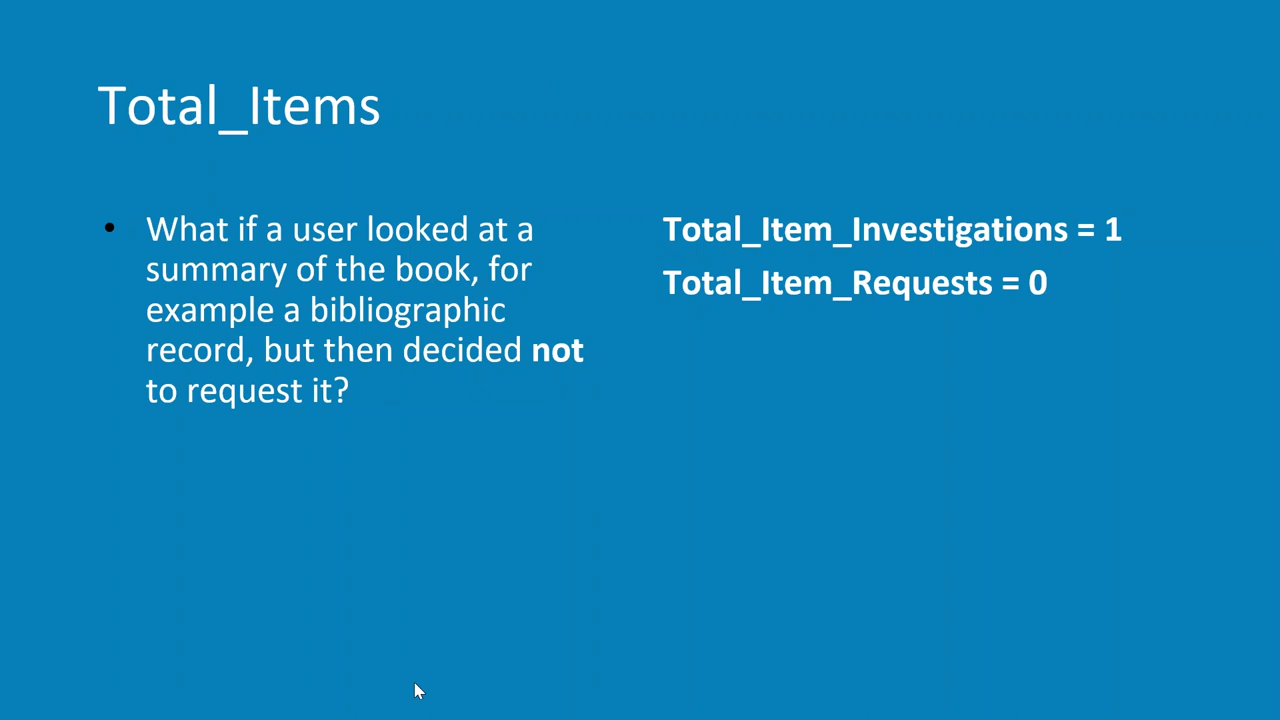 Total_Items
• What if a user looked at a
summary of the book, for
example a bibliographic
record, but then decided not
to request it?
Total_Item_Investigations = 1
Total_Item_Requests = 0